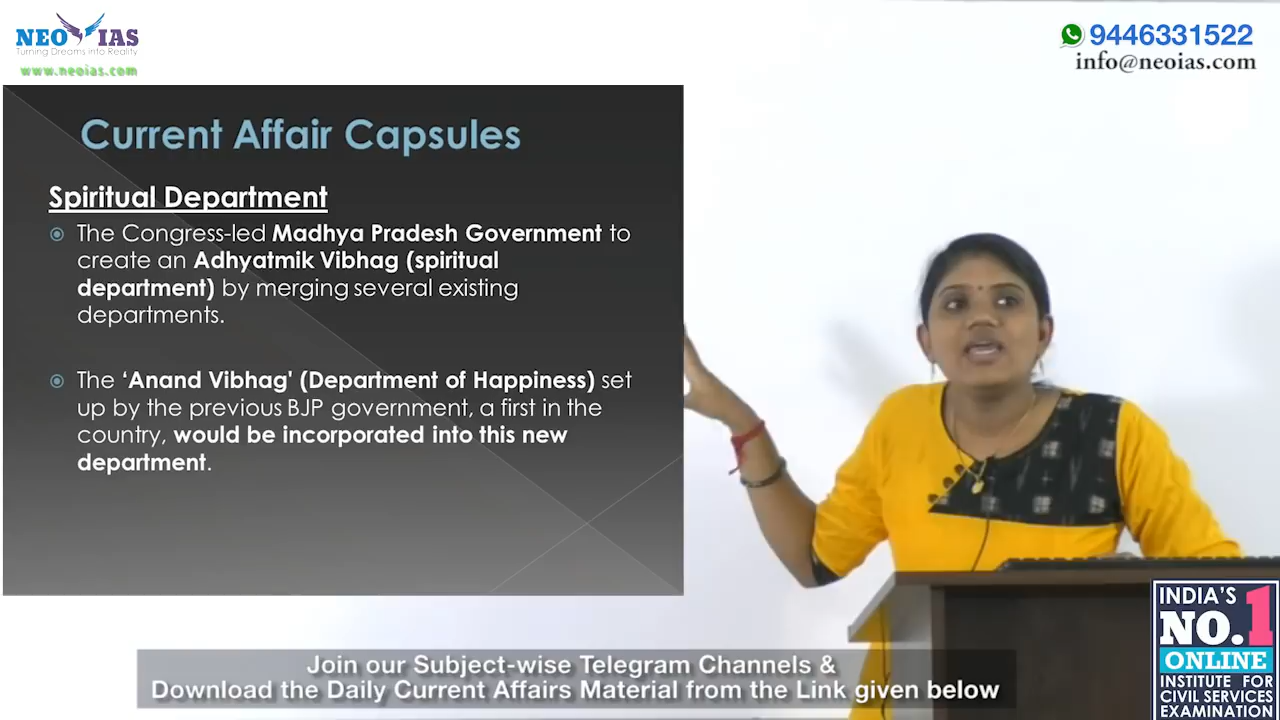 NEO IAS
Turning Dreams into Reality
www.neoias.com
9446331522
info@neoias.com
Current Affair Capsules
Spiritual Department
The Congress-led Madhya Pradesh Government to
create an Adhyatmik Vibhag (spiritual
department) by merging several existing
departments.
The ‘Anand Vibhag' (Department of Happiness) set
up by the previous BJP government, a first in the
country, would be incorporated into this new
department.
Join our Subject-wise Telegram Channels &
Download the Daily Current Affairs Material from the Link given below
INDIA'S
NO.1
ONLINE
INSTITUTE FOR
CIVIL SERVICES
EXAMINATION